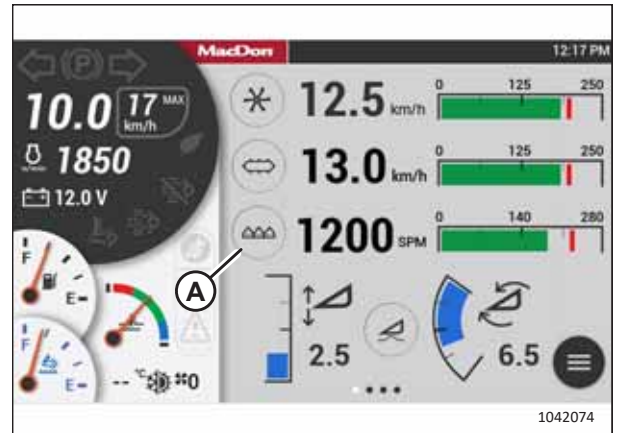 MacDon
12:17 PM
P
10.0 17 MAX km/h
12.5 km/h
0 125 250
1850
12.0 V
13.0 km/h
0 125 250
1200 SPM
0 140 280
A
F
E
F
E
2.5
6.5
-- °C
0
1042074